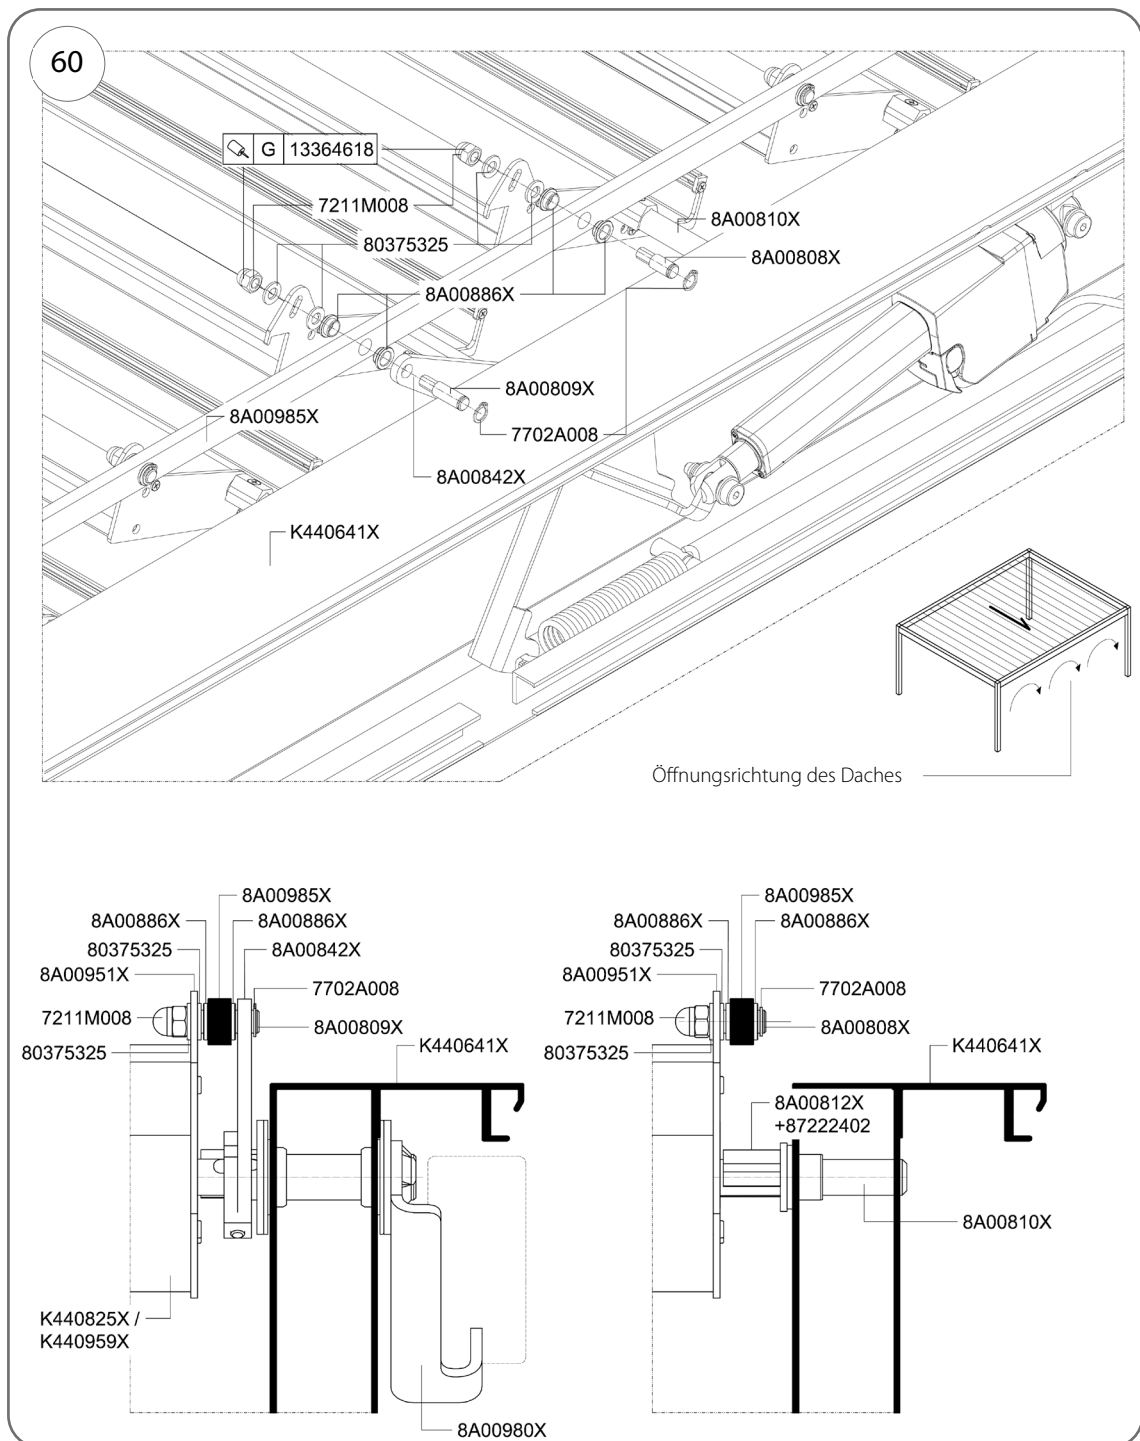 60
G 13364618
7211M008
80375325
8A00810X
8A00808X
8A00886X
8A00809X
8A00985X
7702A008
8A00842X
K440641X
Öffnungsrichtung des Daches
8A00985X
8A00886X
8A00886X
80375325
8A00842X
8A00951X
7702A008
7211M008
8A00809X
80375325
K440641X
K440825X /
K440959X
8A00980X
8A00985X
8A00886X
8A00886X
80375325
8A00951X
7702A008
7211M008
8A00808X
80375325
K440641X
8A00812X
+87222402
8A00810X